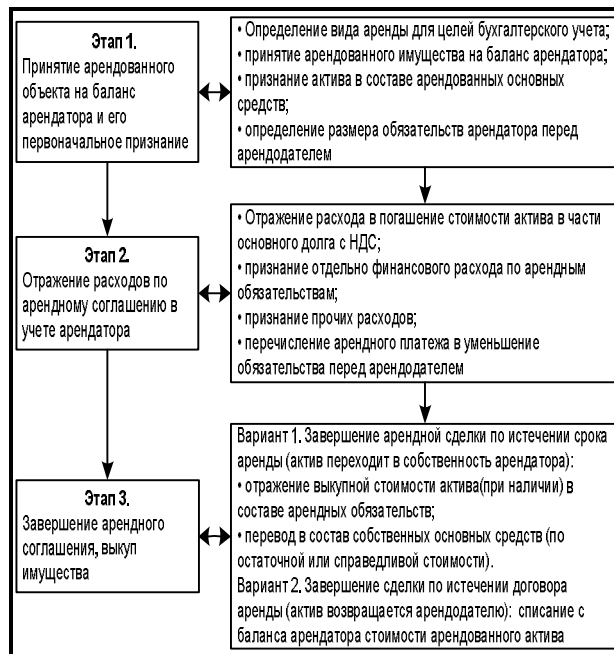 Этап 1.
Принятие арендованного
объекта на баланс
арендатора и его
первоначальное признание
• Определение вида аренды для целей бухгалтерского учета;
• принятие арендованного имущества на баланс арендатора;
• признание актива в составе арендованных основных
средств;
• определение размера обязательств арендатора перед
арендодателем
Этап 2.
Отражение расходов по
арендному соглашению в
учете арендатора
• Отражение расхода в погашение стоимости актива в части
основного долга с НДС;
• признание отдельно финансового расхода по арендным
обязательствам;
• признание прочих расходов;
• перечисление арендного платежа в уменьшение
обязательства перед арендодателем
Этап 3.
Завершение арендного
соглашения, выкуп
имущества
Вариант 1. Завершение арендной сделки по истечении срока
аренды (актив переходит в собственность арендатора):
• отражение выкупной стоимости актива(при наличии) в
составе арендных обязательств;
• перевод в состав собственных основных средств (по
остаточной или справедливой стоимости).
Вариант 2. Завершение сделки по истечении договора
аренды (актив возвращается арендодателю): списание с
баланса арендатора стоимости арендованного актива